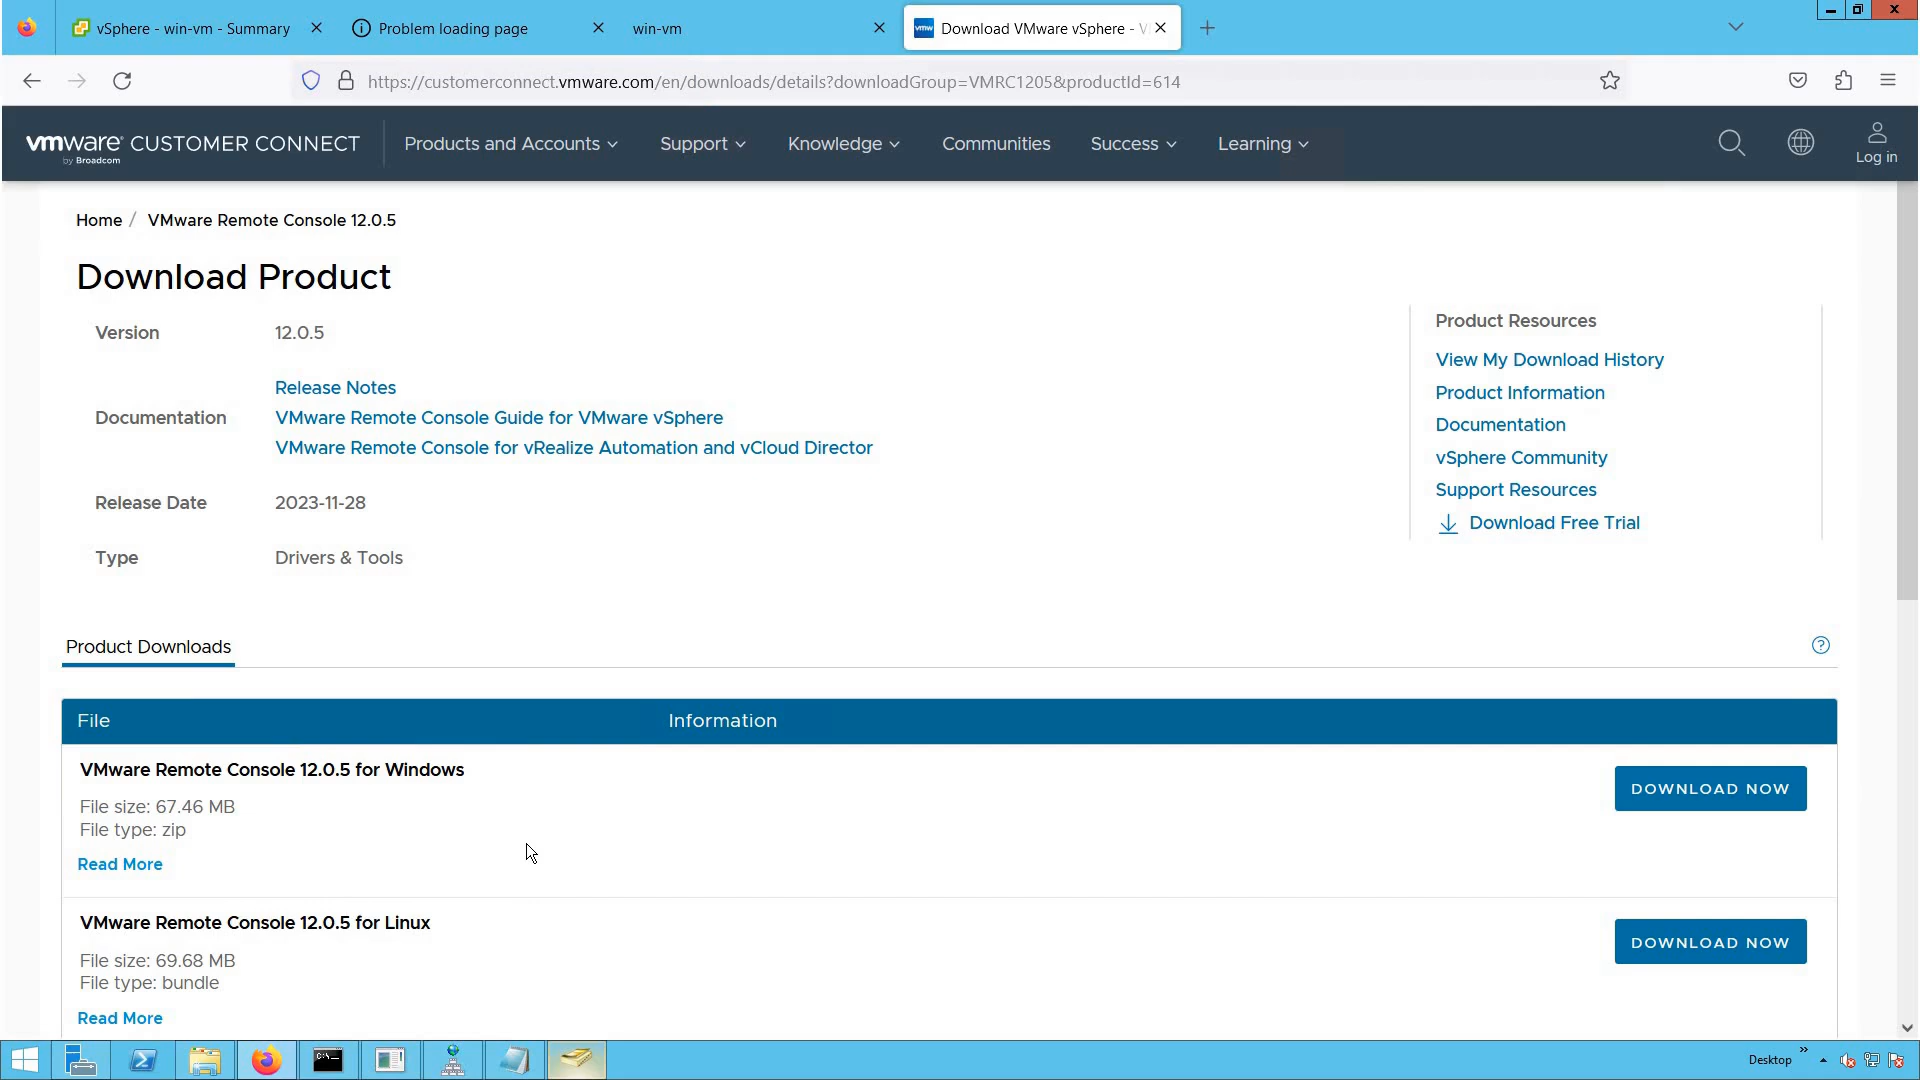 vSphere - win-vm - Summary
Problem loading page
win-vm
vmw
Download VMware vSphere - V
https://customerconnect.vmware.com/en/downloads/details?downloadGroup=VMRC1205&productId=614
vmware® CUSTOMER CONNECT
by Broadcom
Products and Accounts
Support
Knowledge
Communities
Success
Learning
Log in
Home / VMware Remote Console 12.0.5
Download Product
Version 12.0.5
Documentation
Release Notes
VMware Remote Console Guide for VMware vSphere
VMware Remote Console for vRealize Automation and vCloud Director
Release Date 2023-11-28
Type Drivers & Tools
Product Resources
View My Download History
Product Information
Documentation
vSphere Community
Support Resources
Download Free Trial
Product Downloads
?
File Information
VMware Remote Console 12.0.5 for Windows
File size: 67.46 MB
File type: zip
Read More
DOWNLOAD NOW
VMware Remote Console 12.0.5 for Linux
File size: 69.68 MB
File type: bundle
Read More
DOWNLOAD NOW
C:\_
Desktop »